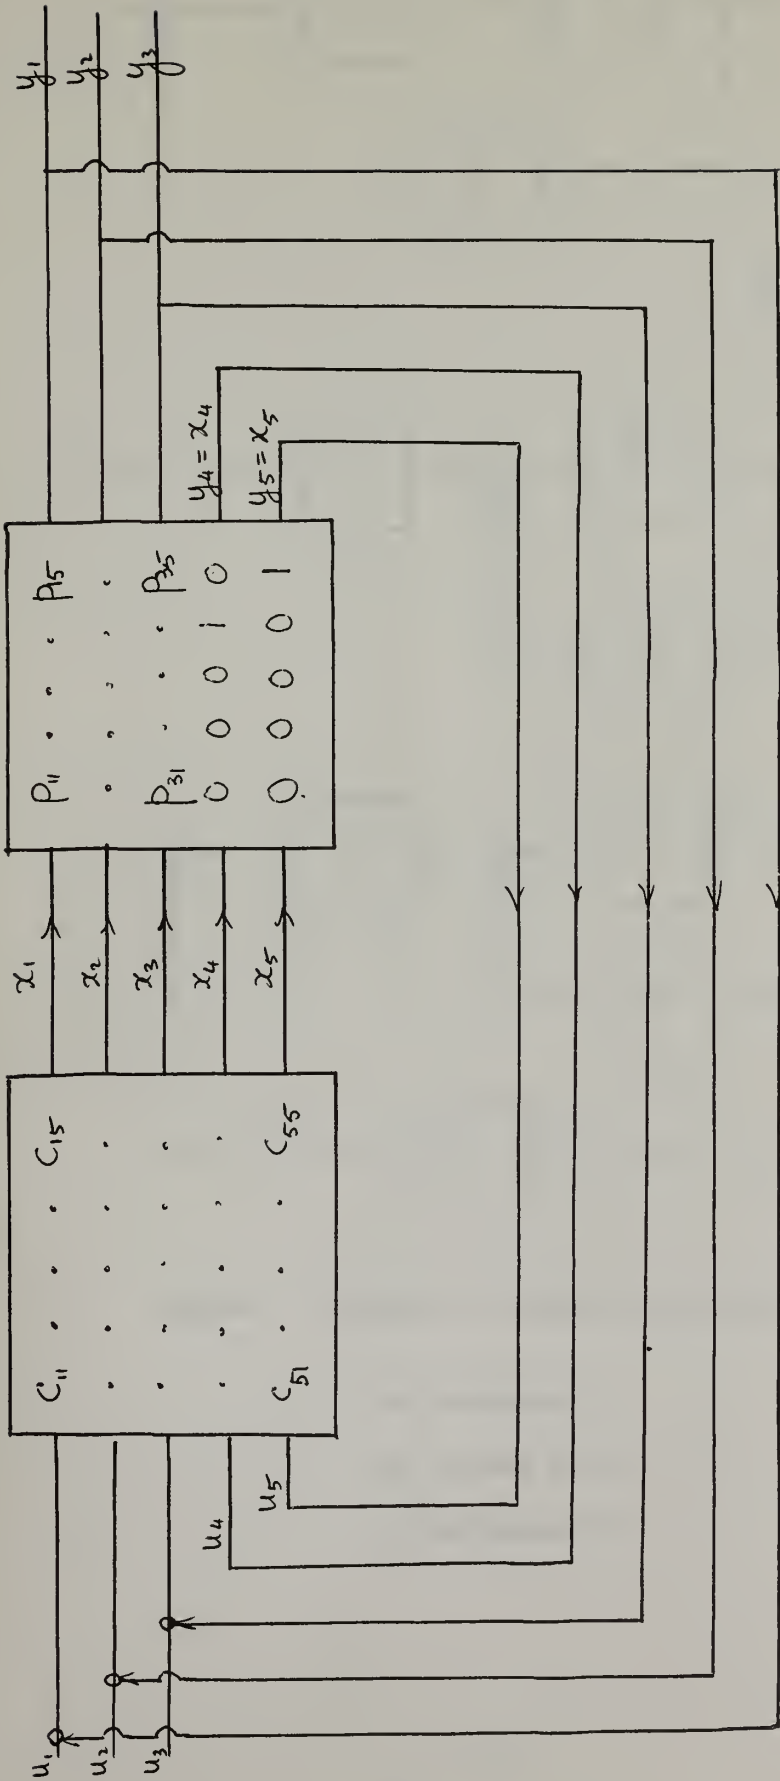 u₁
u₂
u₃
u₄
u₅
C₁₁ . . . C₁₅
. . . . .
. . . . .
. . . . .
C₅₁ . . . C₅₅
x₁
x₂
x₃
x₄
x₅
P₁₁ . . . P₁₅
. . . . .
P₃₁ . . . P₃₅
0 0 0 1 0
0 0 0 0 1
y₄ = x₄
y₅ = x₅
y₁
y₂
y₃